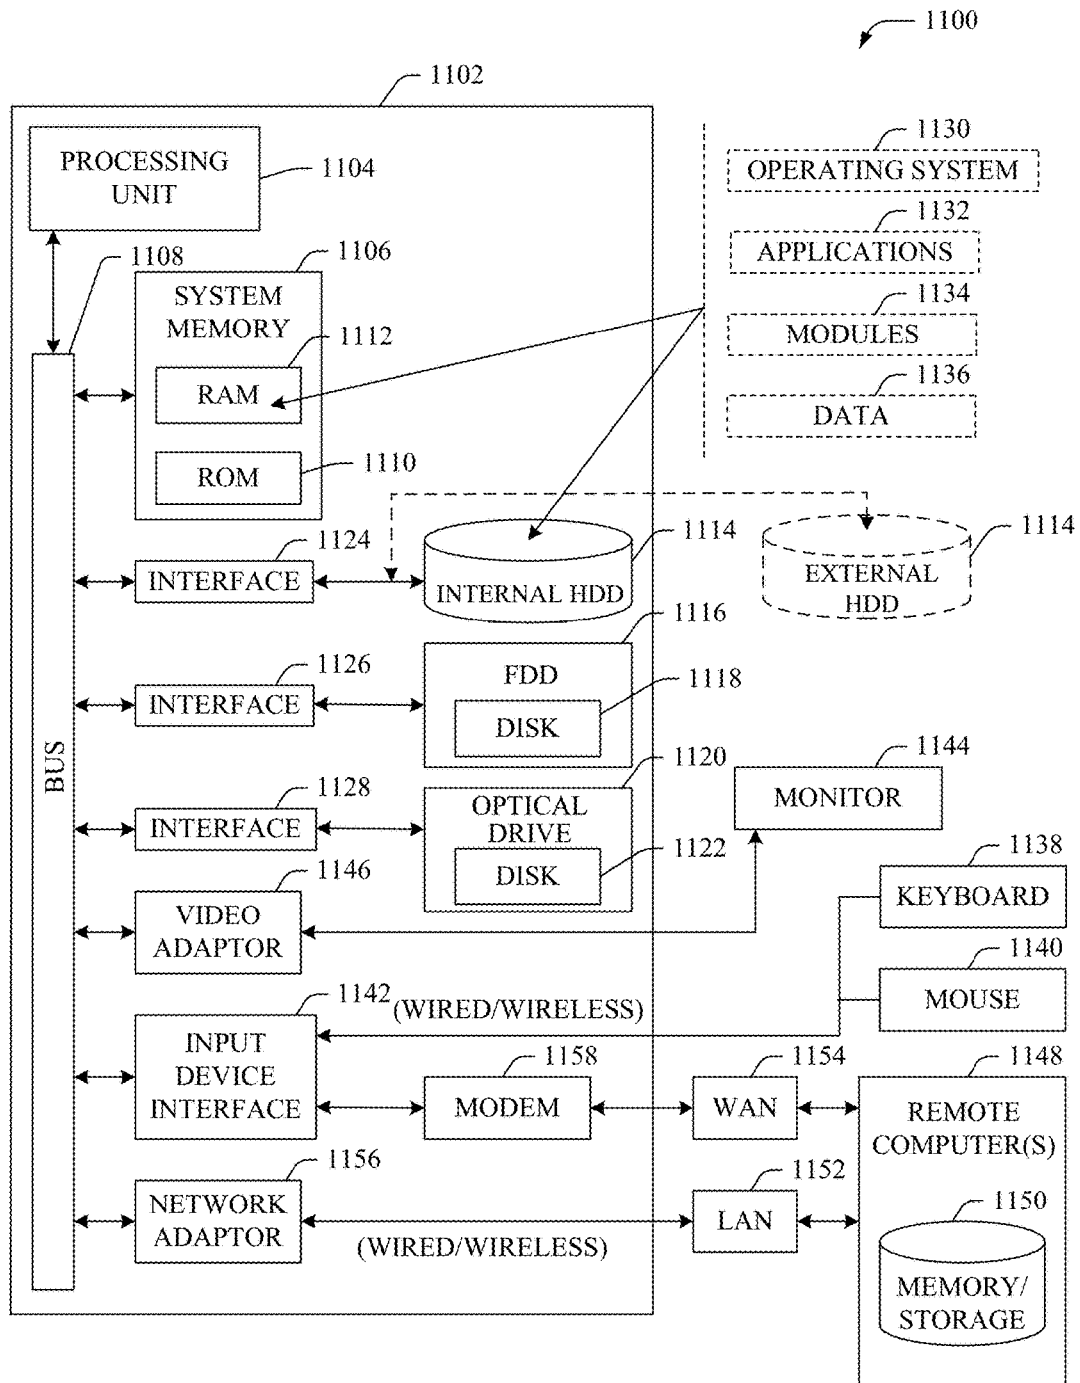 1100
1102
PROCESSING
UNIT
1104
1130
OPERATING SYSTEM
1132
APPLICATIONS
1134
MODULES
1136
DATA
1108
1106
SYSTEM
MEMORY
1112
RAM
1110
ROM
1124
INTERFACE
1114
INTERNAL HDD
1114
EXTERNAL
HDD
1126
INTERFACE
1116
FDD
1118
DISK
BUS
1128
INTERFACE
1120
OPTICAL
DRIVE
1122
DISK
1144
MONITOR
1146
VIDEO
ADAPTOR
1138
KEYBOARD
1140
MOUSE
1142
(WIRED/WIRELESS)
INPUT
DEVICE
INTERFACE
1158
MODEM
1154
WAN
1148
REMOTE
COMPUTER(S)
1156
NETWORK
ADAPTOR
(WIRED/WIRELESS)
1152
LAN
1150
MEMORY/
STORAGE